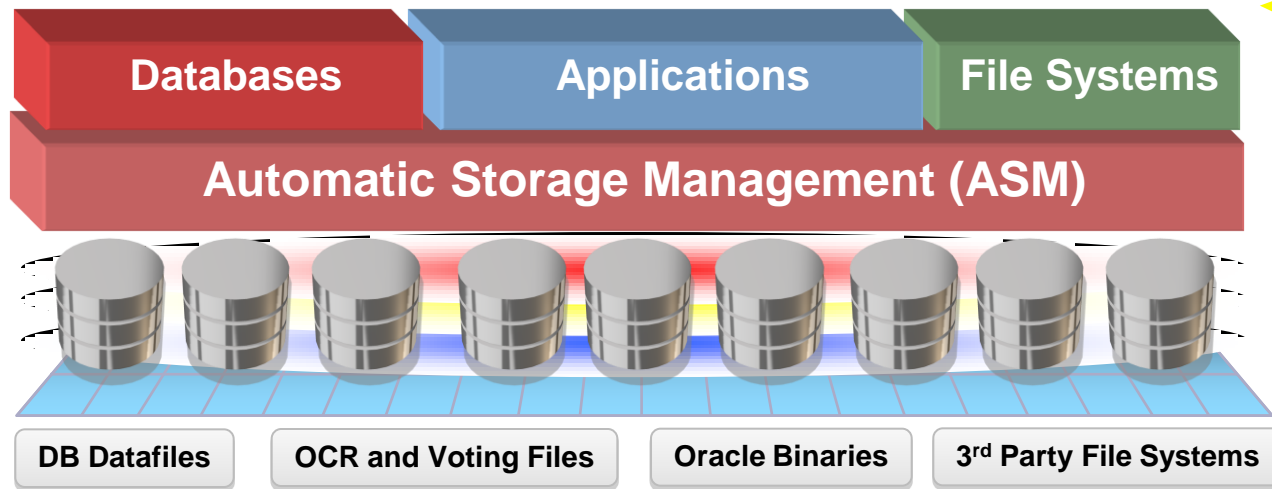 Databases
Applications
File Systems
Automatic Storage Management (ASM)
DB Datafiles
OCR and Voting Files
Oracle Binaries
3rd Party File Systems